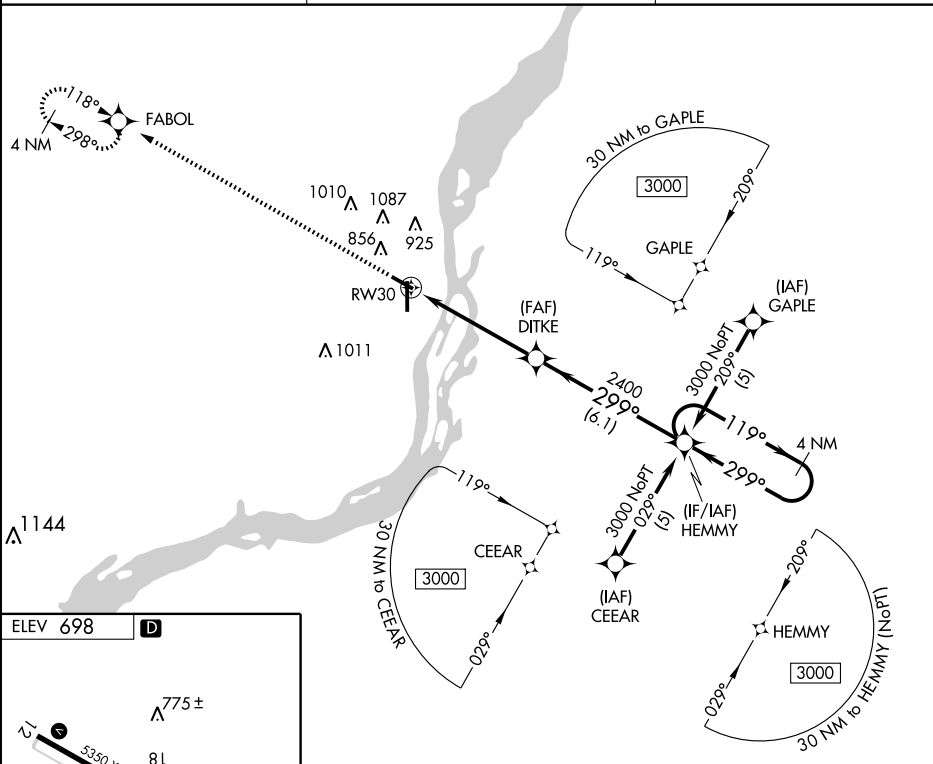 118°
298°
4 NM
FABOL
1010
1087
856
925
RW30
1011
30 NM to GAPLE
3000
209°
119°
GAPLE
(IAF)
GAPLE
3000 NoPT
209°
(5)
(FAF)
DITKE
2400
299°
(6.1)
119°
4 NM
299°
(IF/IAF)
HEMMY
3000 NoPT
029°
(5)
(IAF)
CEEAR
119°
CEEAR
3000
30 NM to CEEAR
029°
209°
HEMMY
3000
029°
30 NM to HEMMY (NoPT)
1144
ELEV 698
D
775 ±
12
V
5350
18